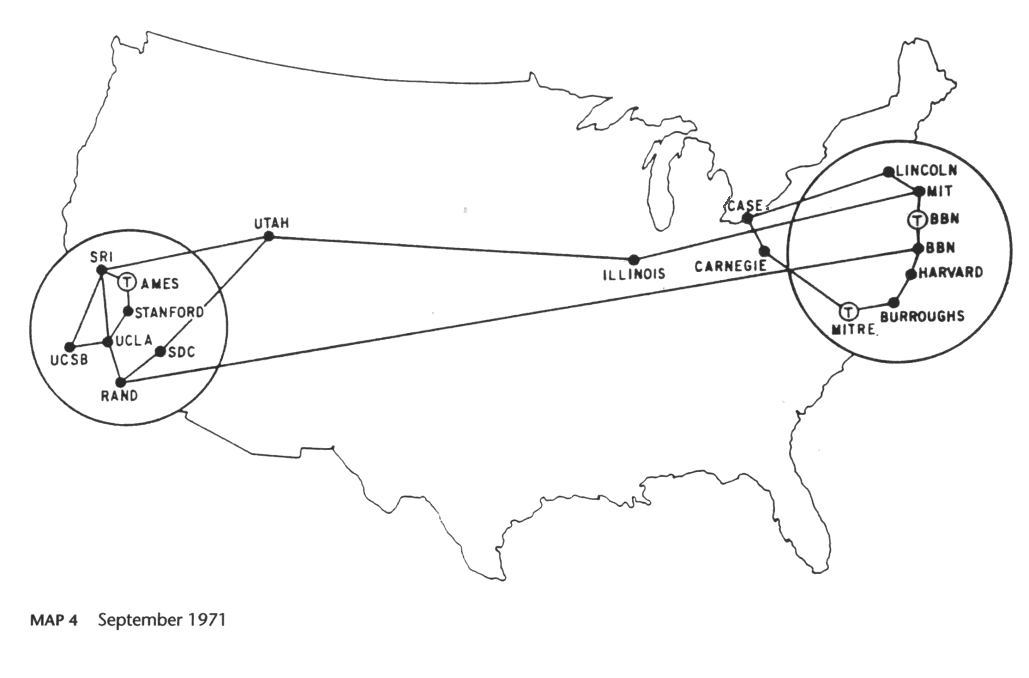 LINCOLN
MIT
CASE
T BBN
UTAH
BBN
SRI
ILLINOIS
CARNEGIE
HARVARD
T AMES
STANFORD
T
BURROUGHS
MITRE
UCLA
SDC
UCSB
RAND
MAP 4 September 1971